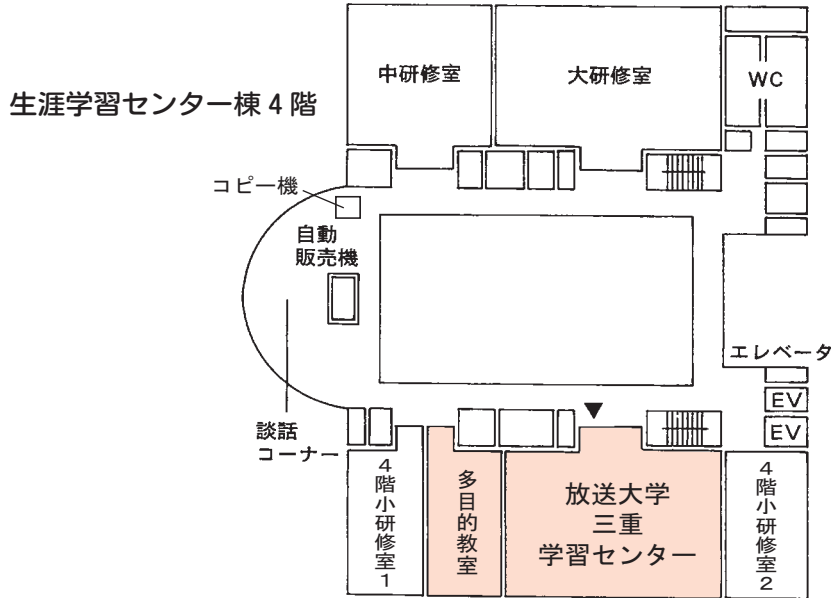 中研修室
大研修室
WC
生涯学習センター棟4階
コピー機
自動
販売機
エレベータ
EV
EV
談話
コーナー
4階小研修室1
多目的教室
放送大学
三重
学習センター
4階小研修室2